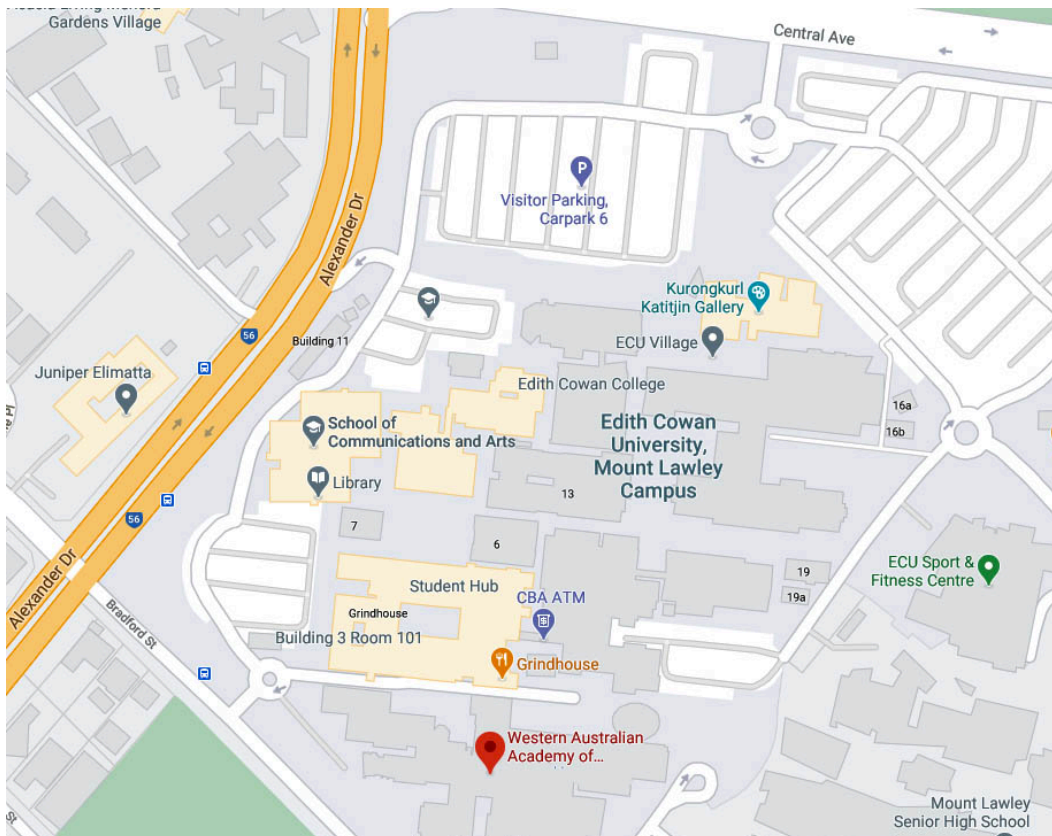 Gardens Village
Central Ave
P
Visitor Parking,
Carpark 6
Alexander Dr
Kurongkurl
Katitjin Gallery
56
Building 11
ECU Village
Juniper Elimatta
Edith Cowan College
16a
School of
Communications and Arts
Edith Cowan
University,
Mount Lawley
Campus
16b
Library
13
56
7
6
Alexander Dr
ECU Sport &
Fitness Centre
19
Student Hub
CBA ATM
19a
Bradford St
Grindhouse
Building 3 Room 101
Grindhouse
Western Australian
Academy of...
Mount Lawley
Senior High School
St